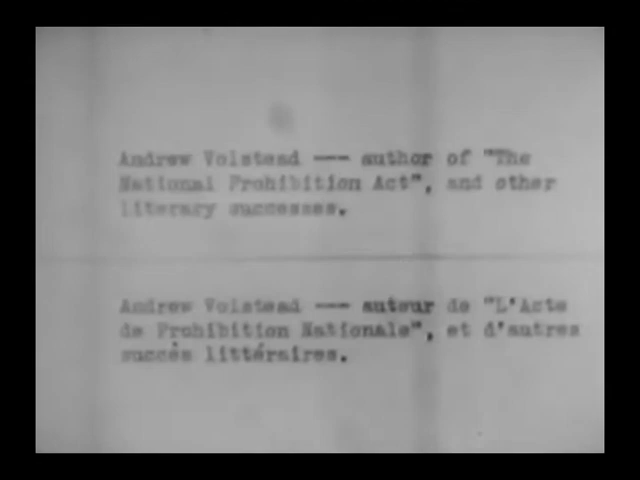 Andrew Volstead --- author of "The
National Prohibition Act", and other
literary successes.
Andrew Volstead --- auteur de "L'Acte
de Prohibition Nationale", et d'autres
succès littéraires.